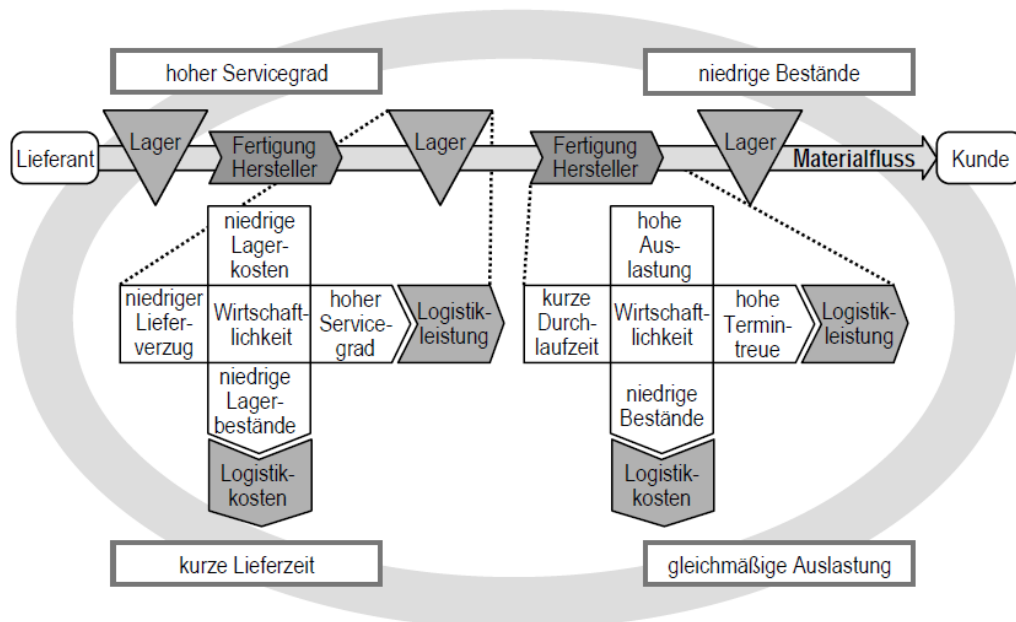 hoher Servicegrad
niedrige Bestände
Lieferant
Lager
Fertigung
Hersteller
Lager
Fertigung
Hersteller
Lager
Materialfluss
Kunde
niedrige
Lager-
kosten
niedriger
Liefer-
verzug
Wirtschaft-
lichkeit
hoher
Service-
grad
Logistik-
leistung
niedrige
Lager-
bestände
Logistik-
kosten
hohe
Aus-
lastung
kurze
Durch-
laufzeit
Wirtschaft-
lichkeit
hohe
Termin-
treue
Logistik-
leistung
niedrige
Bestände
Logistik-
kosten
kurze Lieferzeit
gleichmäßige Auslastung